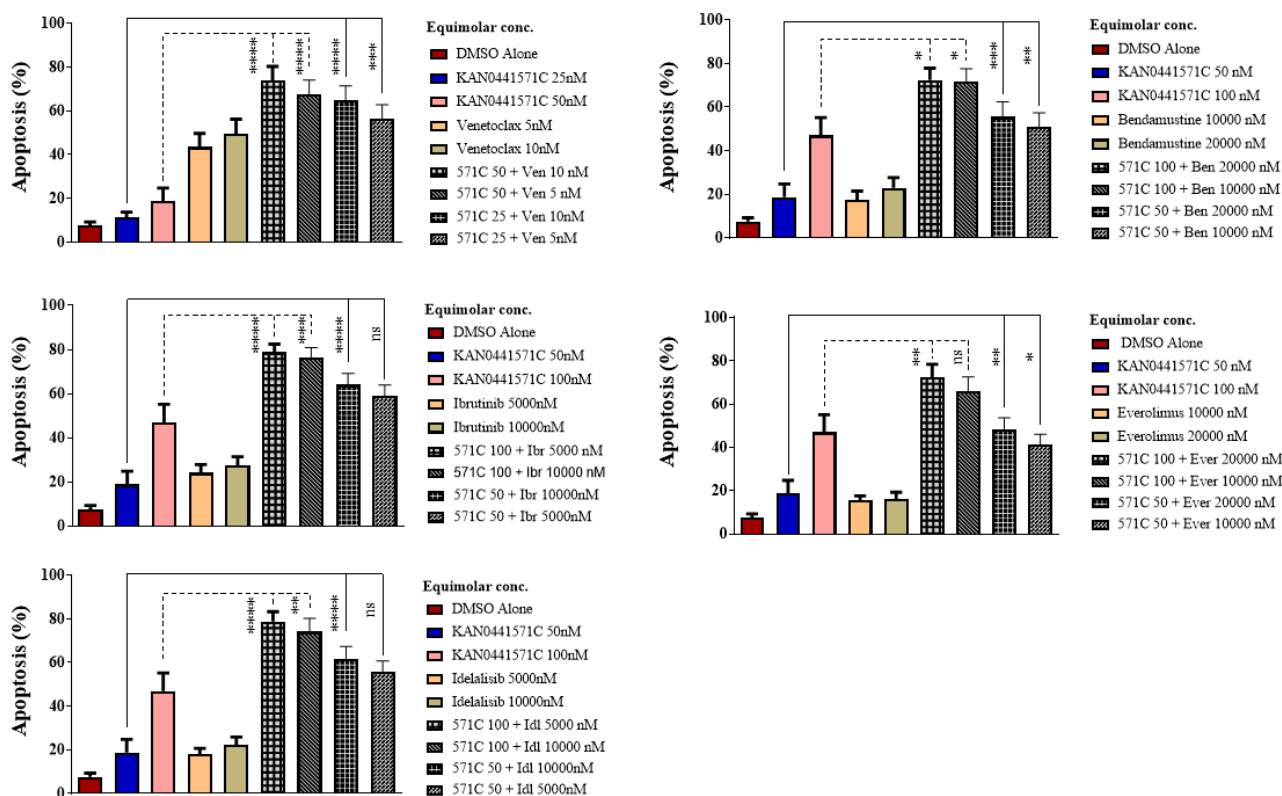 Apoptosis (%)
100
80
60
40
20
0
****
****
****
***
Equimolar conc.
DMSO Alone
KAN0441571C 25nM
KAN0441571C 50nM
Venetoclax 5nM
Venetoclax 10nM
571C 50 + Ven 10 nM
571C 50 + Ven 5 nM
571C 25 + Ven 10nM
571C 25 + Ven 5nM
Apoptosis (%)
100
80
60
40
20
0
*
*
***
**
Equimolar conc.
DMSO Alone
KAN0441571C 50 nM
KAN0441571C 100 nM
Bendamustine 10000 nM
Bendamustine 20000 nM
571C 100 + Ben 20000 nM
571C 100 + Ben 10000 nM
571C 50 + Ben 20000 nM
571C 50 + Ben 10000 nM
Apoptosis (%)
100
80
60
40
20
0
****
****
****
ns
Equimolar conc.
DMSO Alone
KAN0441571C 50nM
KAN0441571C 100nM
Ibrutinib 5000nM
Ibrutinib 10000nM
571C 100 + Ibr 5000 nM
571C 100 + Ibr 10000 nM
571C 50 + Ibr 10000nM
571C 50 + Ibr 5000nM
Apoptosis (%)
100
80
60
40
20
0
**
ns
**
*
Equimolar conc.
DMSO Alone
KAN0441571C 50 nM
KAN0441571C 100 nM
Everolimus 10000 nM
Everolimus 20000 nM
571C 100 + Ever 20000 nM
571C 100 + Ever 10000 nM
571C 50 + Ever 20000 nM
571C 50 + Ever 10000 nM
Apoptosis (%)
100
80
60
40
20
0
****
**
****
ns
Equimolar conc.
DMSO Alone
KAN0441571C 50nM
KAN0441571C 100nM
Idelalisib 5000nM
Idelalisib 10000nM
571C 100 + Idl 5000 nM
571C 100 + Idl 10000 nM
571C 50 + Idl 10000nM
571C 50 + Idl 5000nM